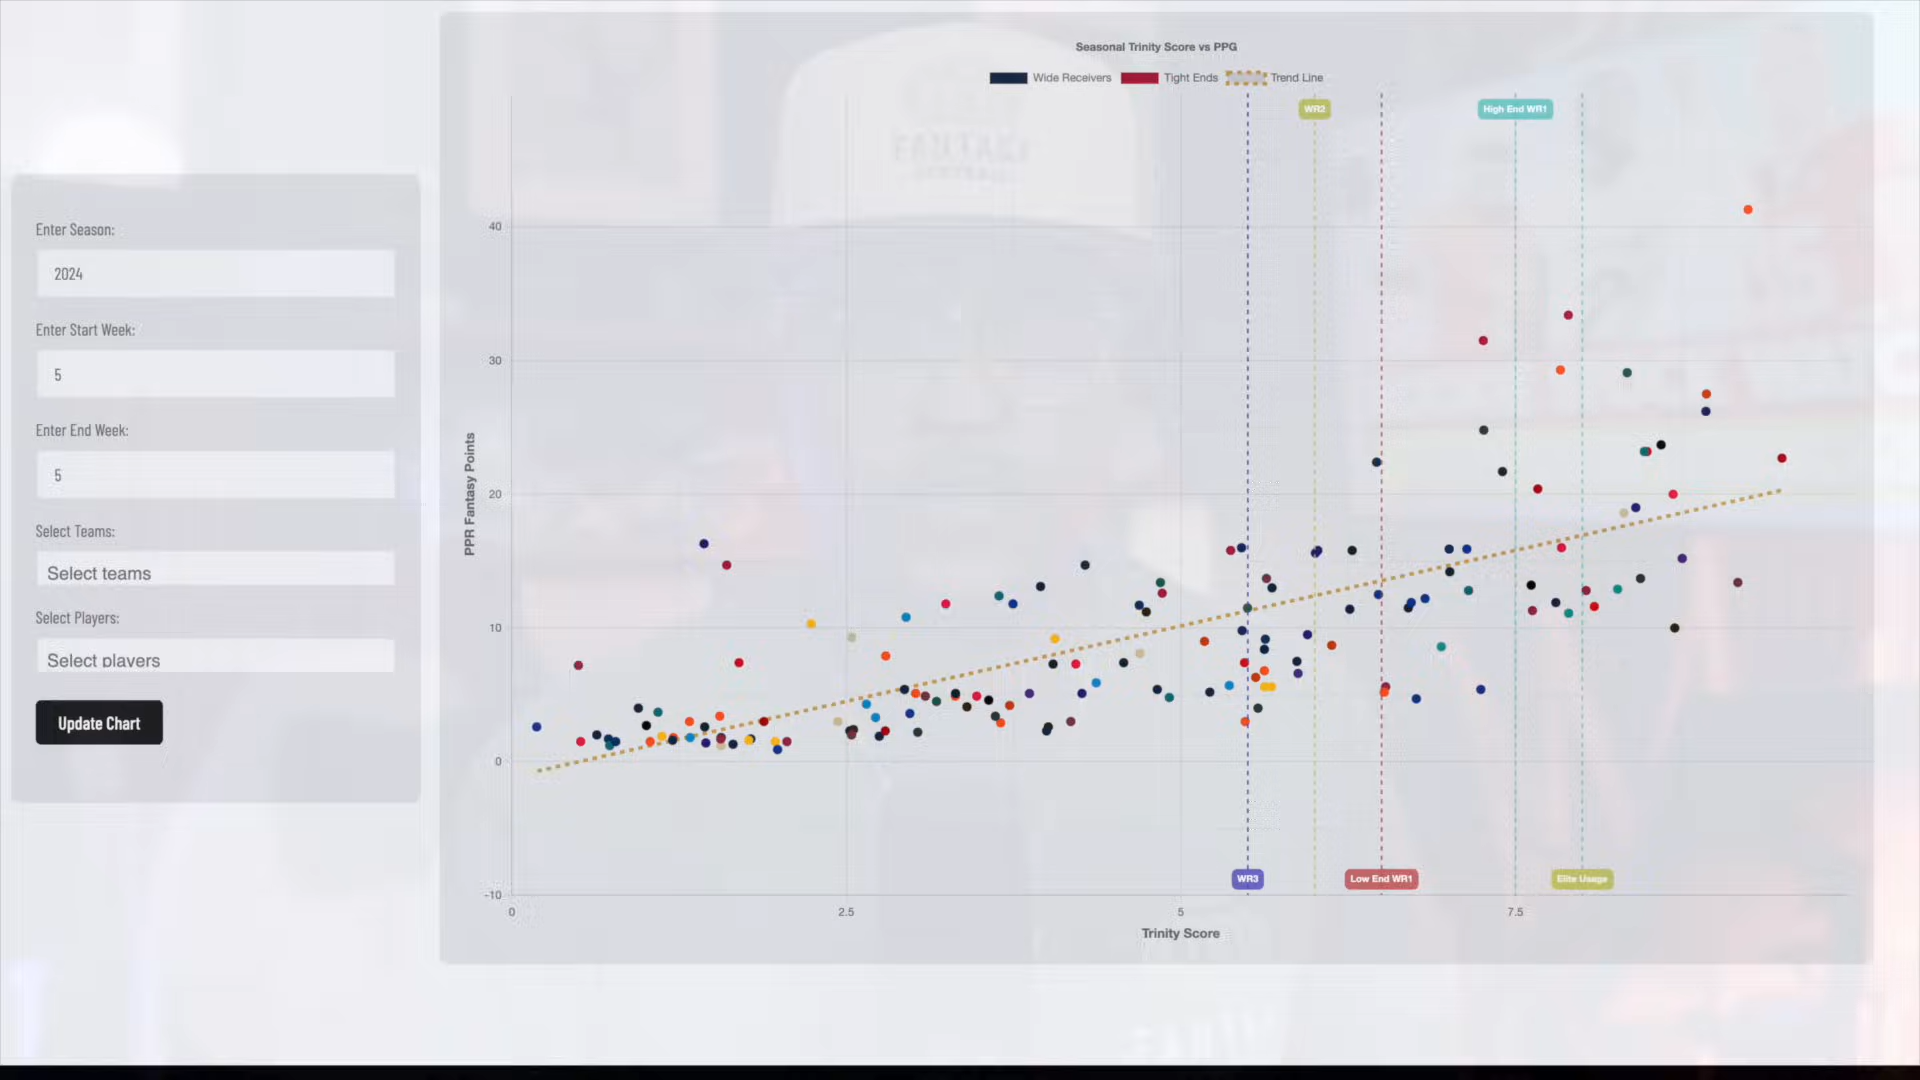 Seasonal Trinity Score vs PPG
Wide Receivers
Tight Ends
Trend Line
WR2
High End WR1
Enter Season:
2024
Enter Start Week:
5
Enter End Week:
5
Select Teams:
Select teams
Select Players:
Select players
Update Chart
PPR Fantasy Points
40
30
20
10
0
-10
WR3
Low End WR1
Elite Usage
0
2.5
5
7.5
Trinity Score